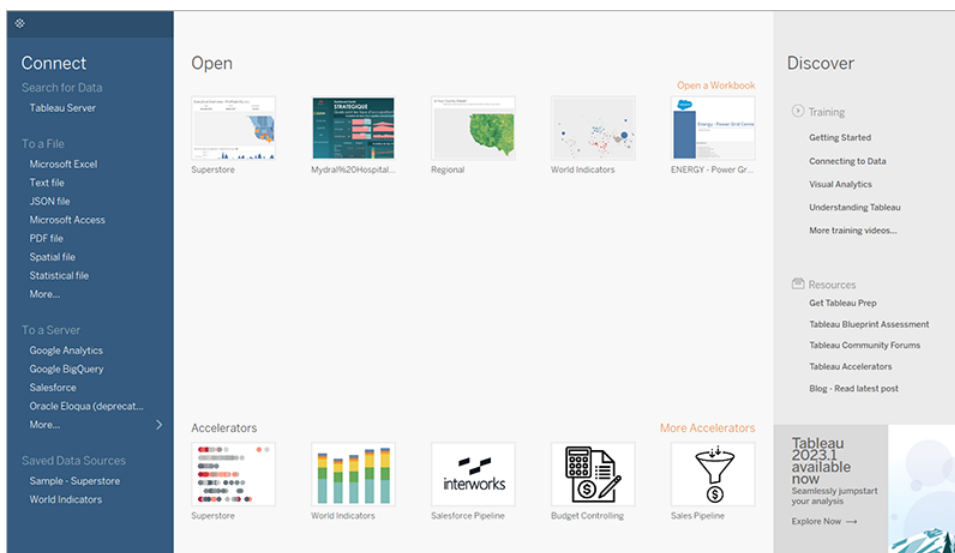 Connect
Search for Data
Tableau Server
To a File
Microsoft Excel
Text file
JSON file
Microsoft Access
PDF file
Spatial file
Statistical file
More...
To a Server
Google Analytics
Google BigQuery
Salesforce
Oracle Eloqua (deprecat...
More...
Saved Data Sources
Sample - Superstore
World Indicators
Open
Open a Workbook
STRATEGIQUE
Energy - Power Grid
Superstore
Mydral%20Hospital...
Regional
World Indicators
ENERGY - Power Gr...
Accelerators
More Accelerators
interworks
Superstore
World Indicators
Salesforce Pipeline
Budget Controlling
Sales Pipeline
Discover
Training
Getting Started
Connecting to Data
Visual Analytics
Understanding Tableau
More training videos...
Resources
Get Tableau Prep
Tableau Blueprint Assessment
Tableau Community Forums
Tableau Accelerators
Blog - Read latest post
Tableau
2023.1
available
now
Seamlessly jumpstart
your analysis
Explore Now →